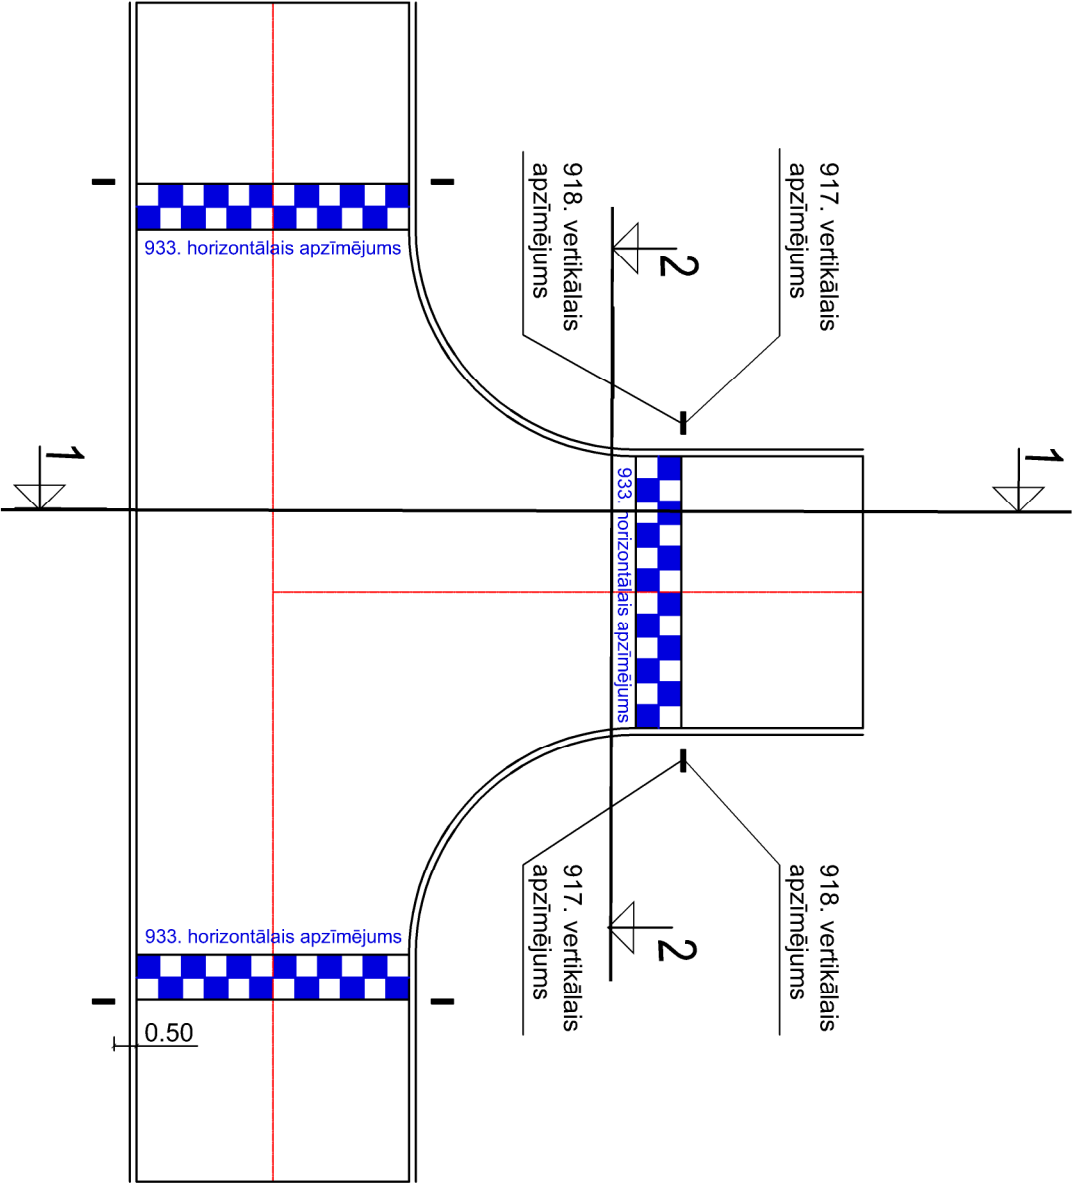 918. vertikālais
apzīmējums
917. vertikālais
apzīmējums
2
933. horizontālais apzīmējums
1
1
933. horizontālais apzīmējums
917. vertikālais
apzīmējums
918. vertikālais
apzīmējums
2
933. horizontālais apzīmējums
0.50